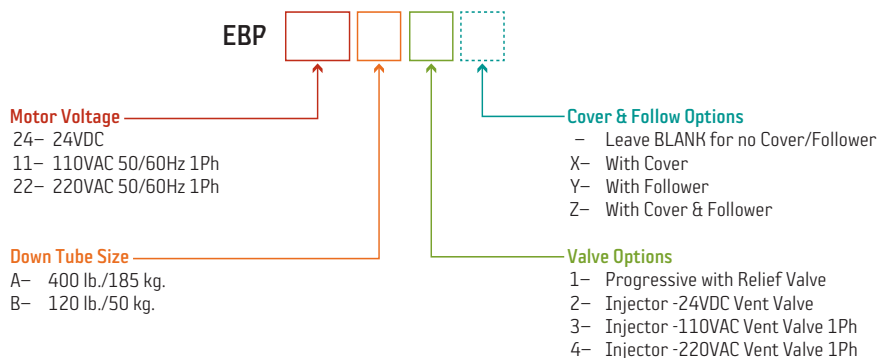 EBP
Motor Voltage
24– 24VDC
11– 110VAC 50/60Hz 1Ph
22– 220VAC 50/60Hz 1Ph
Down Tube Size
A– 400 lb./185 kg.
B– 120 lb./50 kg.
Cover & Follow Options
– Leave BLANK for no Cover/Follower
X– With Cover
Y– With Follower
Z– With Cover & Follower
Valve Options
1– Progressive with Relief Valve
2– Injector -24VDC Vent Valve
3– Injector -110VAC Vent Valve 1Ph
4– Injector -220VAC Vent Valve 1Ph